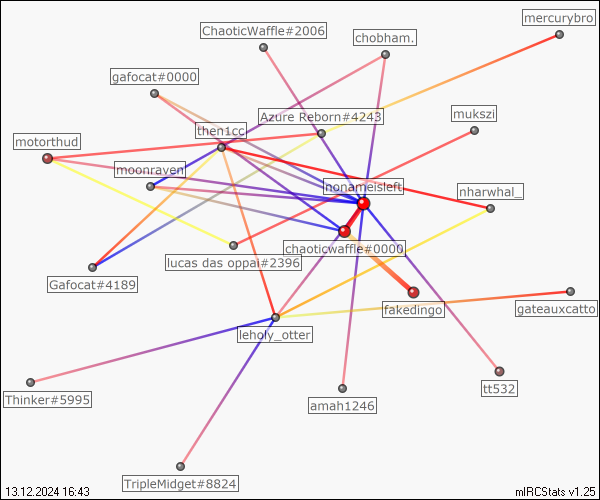 mercurybro
ChaoticWaffle#2006
chobham.
gafocat#0000
Azure Reborn#4243
mukszi
then1cc
motorthud
moonraven
honameisleft
nharwhal_
chaoticwaffle#0000
lucas das oppai#2396
Gafocat#4189
fakedingo
gateauxcatto
leholy_otter
tt532
Thinker#5995
amah1246
TripleMidget#8824
13.12.2024 16:43
mIRCStats v1.25